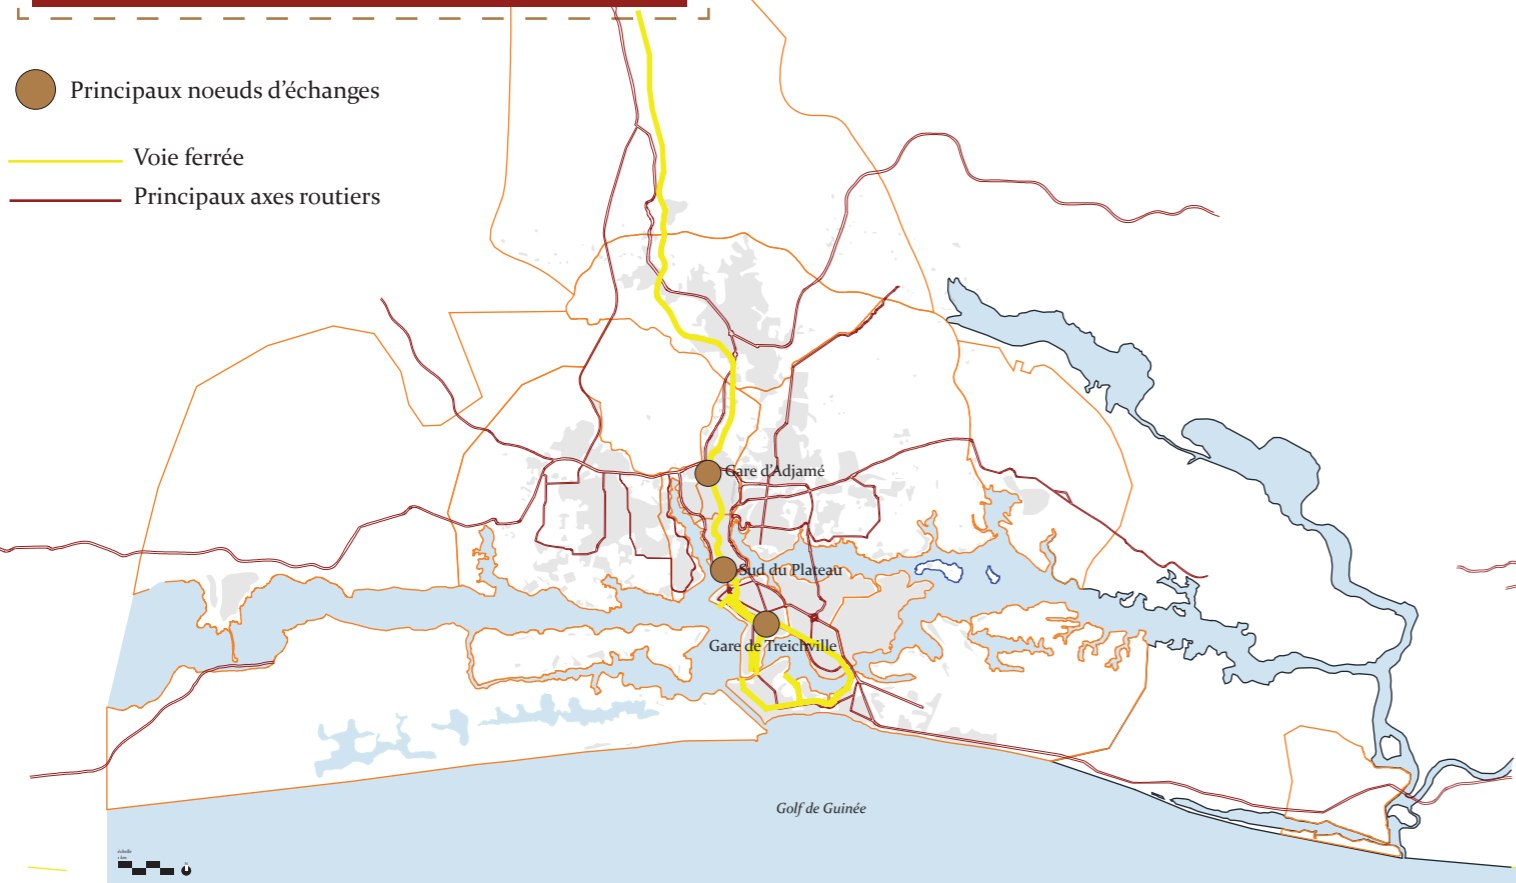 Principaux noeuds d'échanges
Voie ferrée
Principaux axes routiers
Gare d'Adjamé
Sud du Plateau
Gare de Treichville
Golf de Guinée
échelle